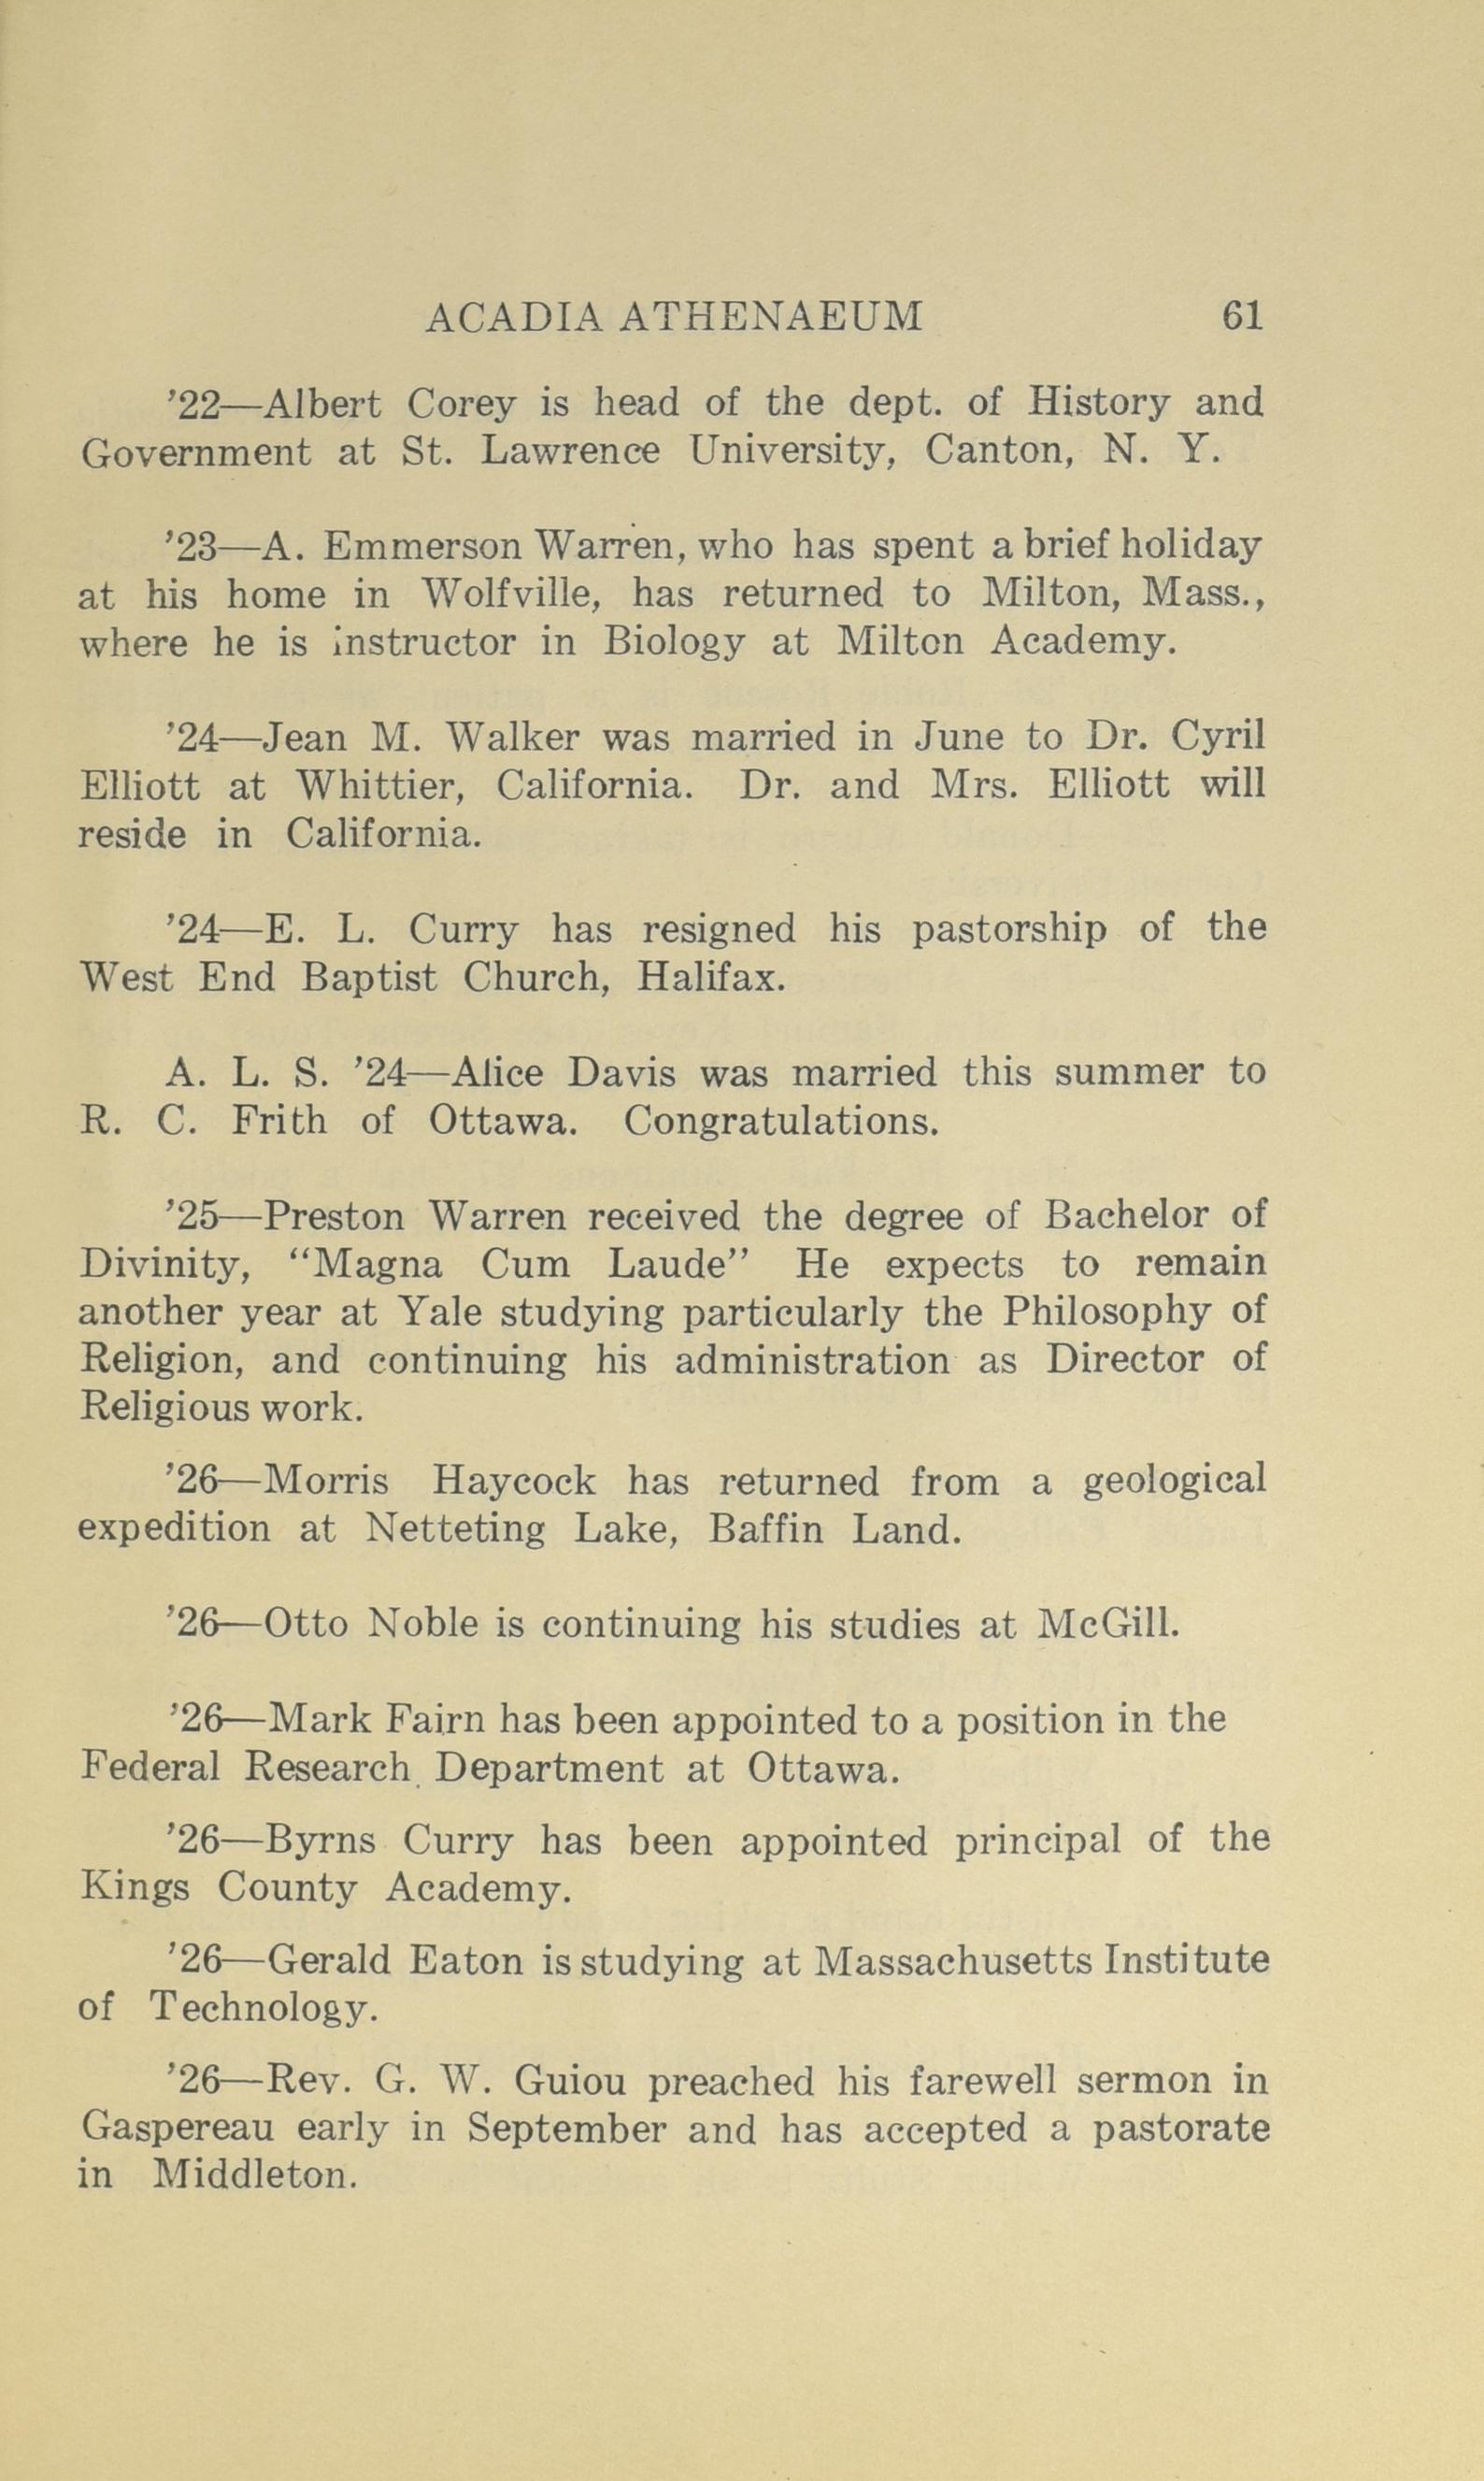 ACADIA ATHENAEUM 61
’22—Albert Corey is head of the dept. of History and
Government at St. Lawrence University, Canton, N. Y.
’23—A. Emmerson Warren, who has spent a brief holiday
at his home in Wolfville, has returned to Milton, Mass.,
where he is instructor in Biology at Milton Academy.
’24—Jean M. Walker was married in June to Dr. Cyril
Elliott at Whittier, California. Dr. and Mrs. Elliott will
reside in California.
’24—E. L. Curry has resigned his pastorship of the
West End Baptist Church, Halifax.
A. L. S. ’24—Alice Davis was married this summer to
R. C. Frith of Ottawa. Congratulations.
’25—Preston Warren received the degree of Bachelor of
Divinity, “Magna Cum Laude” He expects to remain
another year at Yale studying particularly the Philosophy of
Religion, and continuing his administration as Director of
Religious work.
’26—Morris Haycock has returned from a geological
expedition at Netteting Lake, Baffin Land.
’26—Otto Noble is continuing his studies at McGill.
’26—Mark Fairn has been appointed to a position in the
Federal Research Department at Ottawa.
’26—Byrns Curry has been appointed principal of the
Kings County Academy.
’26—Gerald Eaton is studying at Massachusetts Institute
of Technology.
’26—Rev. G. W. Guiou preached his farewell sermon in
Gaspereau early in September and has accepted a pastorate
in Middleton.